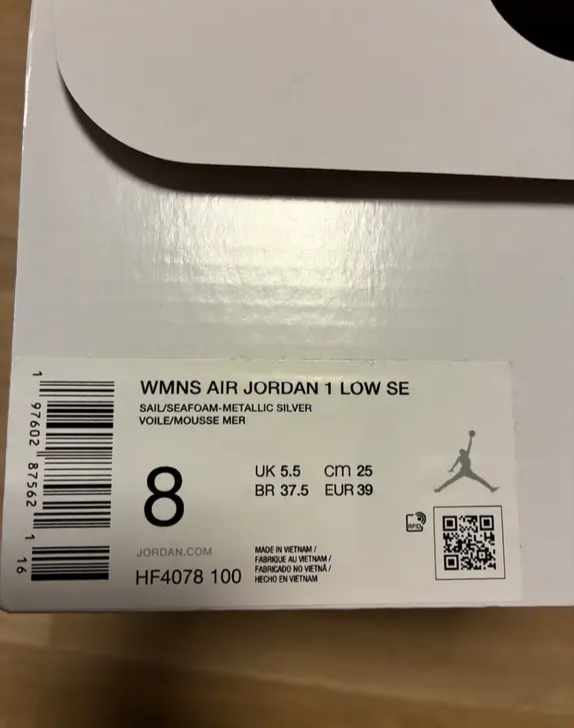 WMNS AIR JORDAN 1 LOW SE
SAIL/SEAFOAM-METALLIC SILVER
VOILE/MOUSSE MER
8
UK 5.5 cm 25
BR 37.5 EUR 39
JORDAN.COM
HF4078 100
MADE IN VIETNAM /
FABRIQUE AU VIETNAM /
FABRICADO NO VIETNÃ /
HECHO EN VIETNAM
RFID
1 97602 87562 1 16